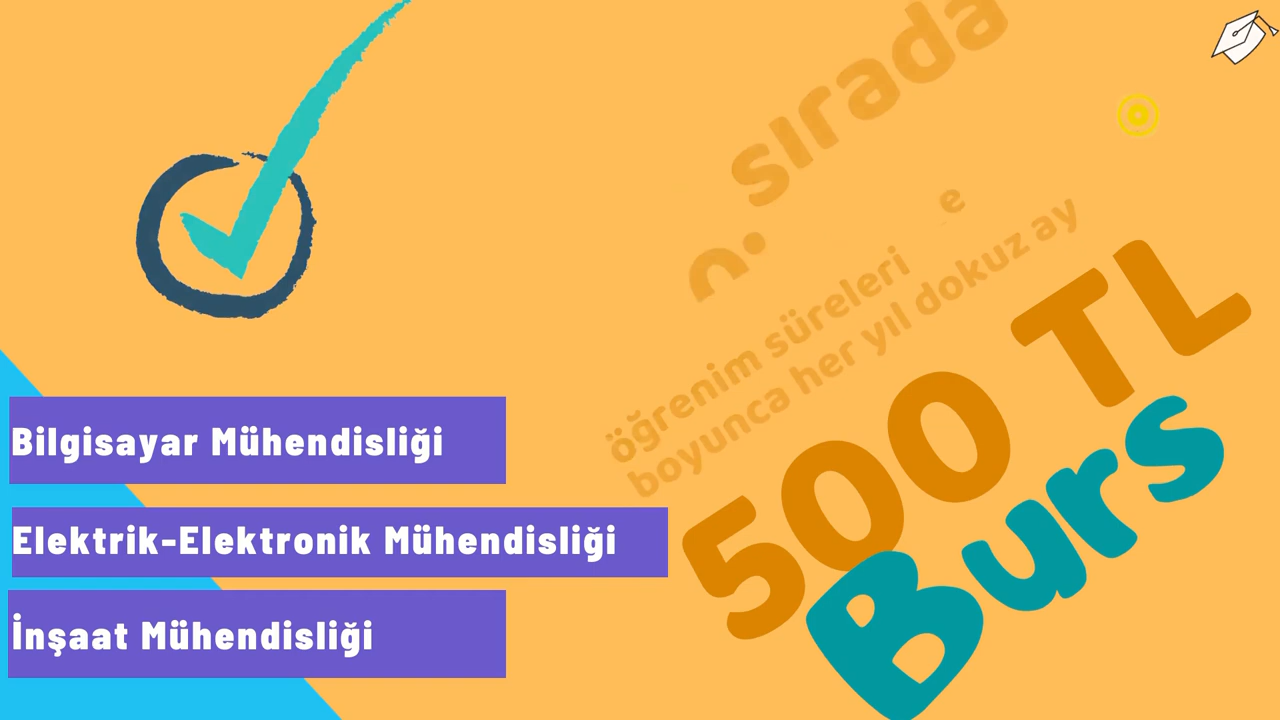 sırada
öğrenim süreleri
boyunca her yıl dokuz ay
500 TL
Burs
Bilgisayar Mühendisliği
Elektrik-Elektronik Mühendisliği
İnşaat Mühendisliği